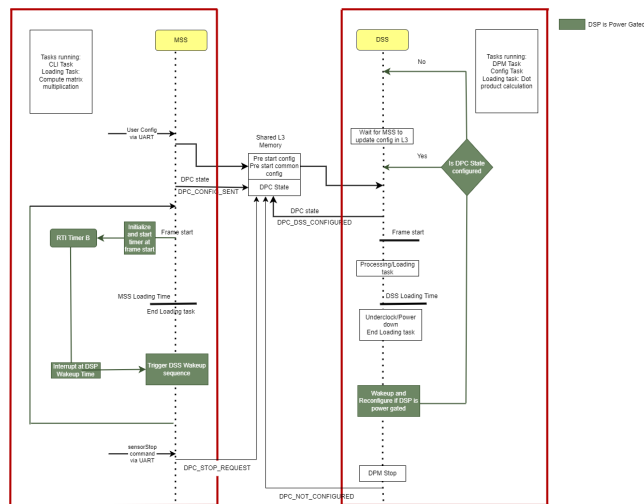 MSS
DSS
DSP is Power Gated
Tasks running:
CLI Task
Loading Task:
Compute matrix
multiplication
Tasks running:
DPM Task
Config Task
Loading task: Dot
product calculation
No
User Config
via UART
Shared L3
Memory
Wait for MSS to
update config in L3
Pre start config
Pre start common
config
DPC State
Yes
Is DPC State
configured
DPC state
DPC_CONFIG_SENT
DPC state
DPC_DSS_CONFIGURED
RTI Timer B
Initialize
and start
timer at
frame start
Frame start
Frame start
Processing/Loading
task
MSS Loading Time
End Loading task
DSS Loading Time
Underclock/Power
down
End Loading task
Interrupt at DSP
Wakeup Time
Trigger DSS Wakeup
sequence
Wakeup and
Reconfigure if DSP is
power gated
sensorStop
command
via UART
DPC_STOP_REQUEST
DPM Stop
DPC_NOT_CONFIGURED